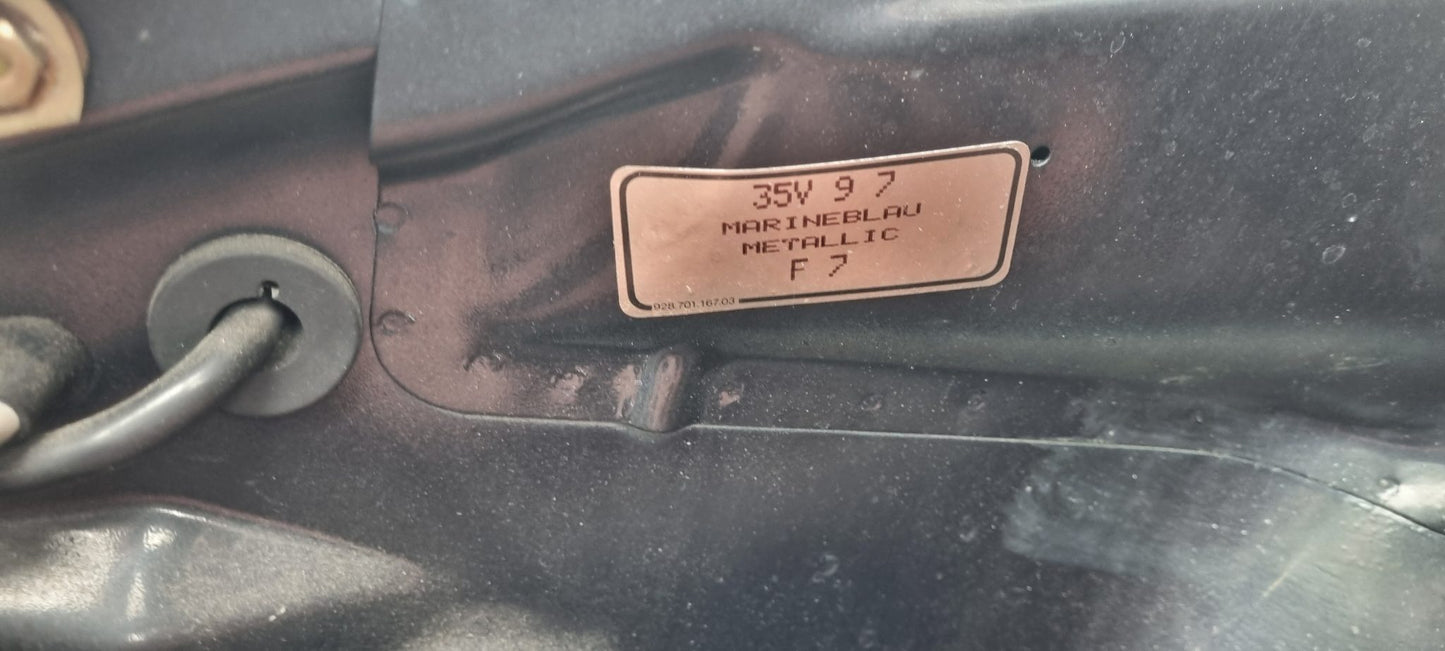 35V 9 7
MARINEBLAU
METALLIC
F 7
928.701.167.03